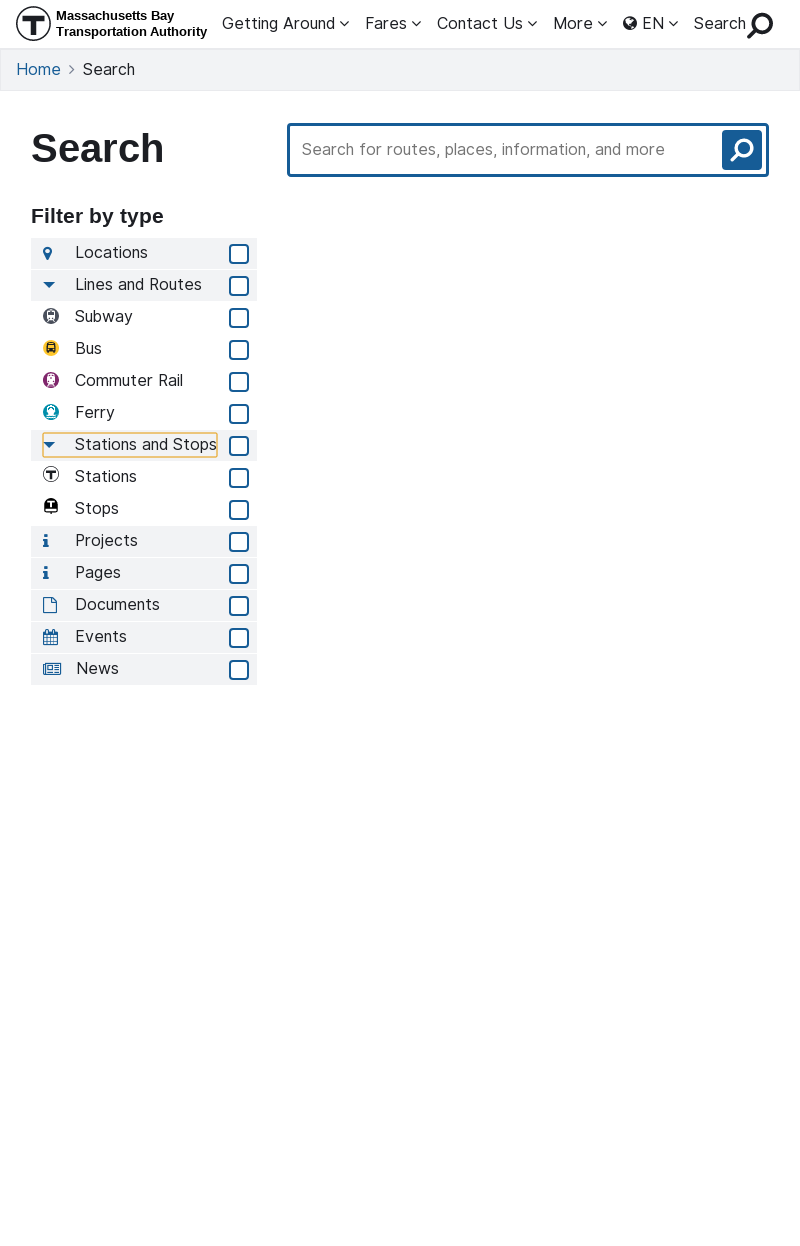 Massachusetts Bay
Transportation Authority
Getting Around Fares Contact Us More EN Search
Home Search
Search
Search for routes, places, information, and more
Filter by type
Locations
Lines and Routes
Subway
Bus
Commuter Rail
Ferry
Stations and Stops
Stations
Stops
Projects
Pages
Documents
Events
News